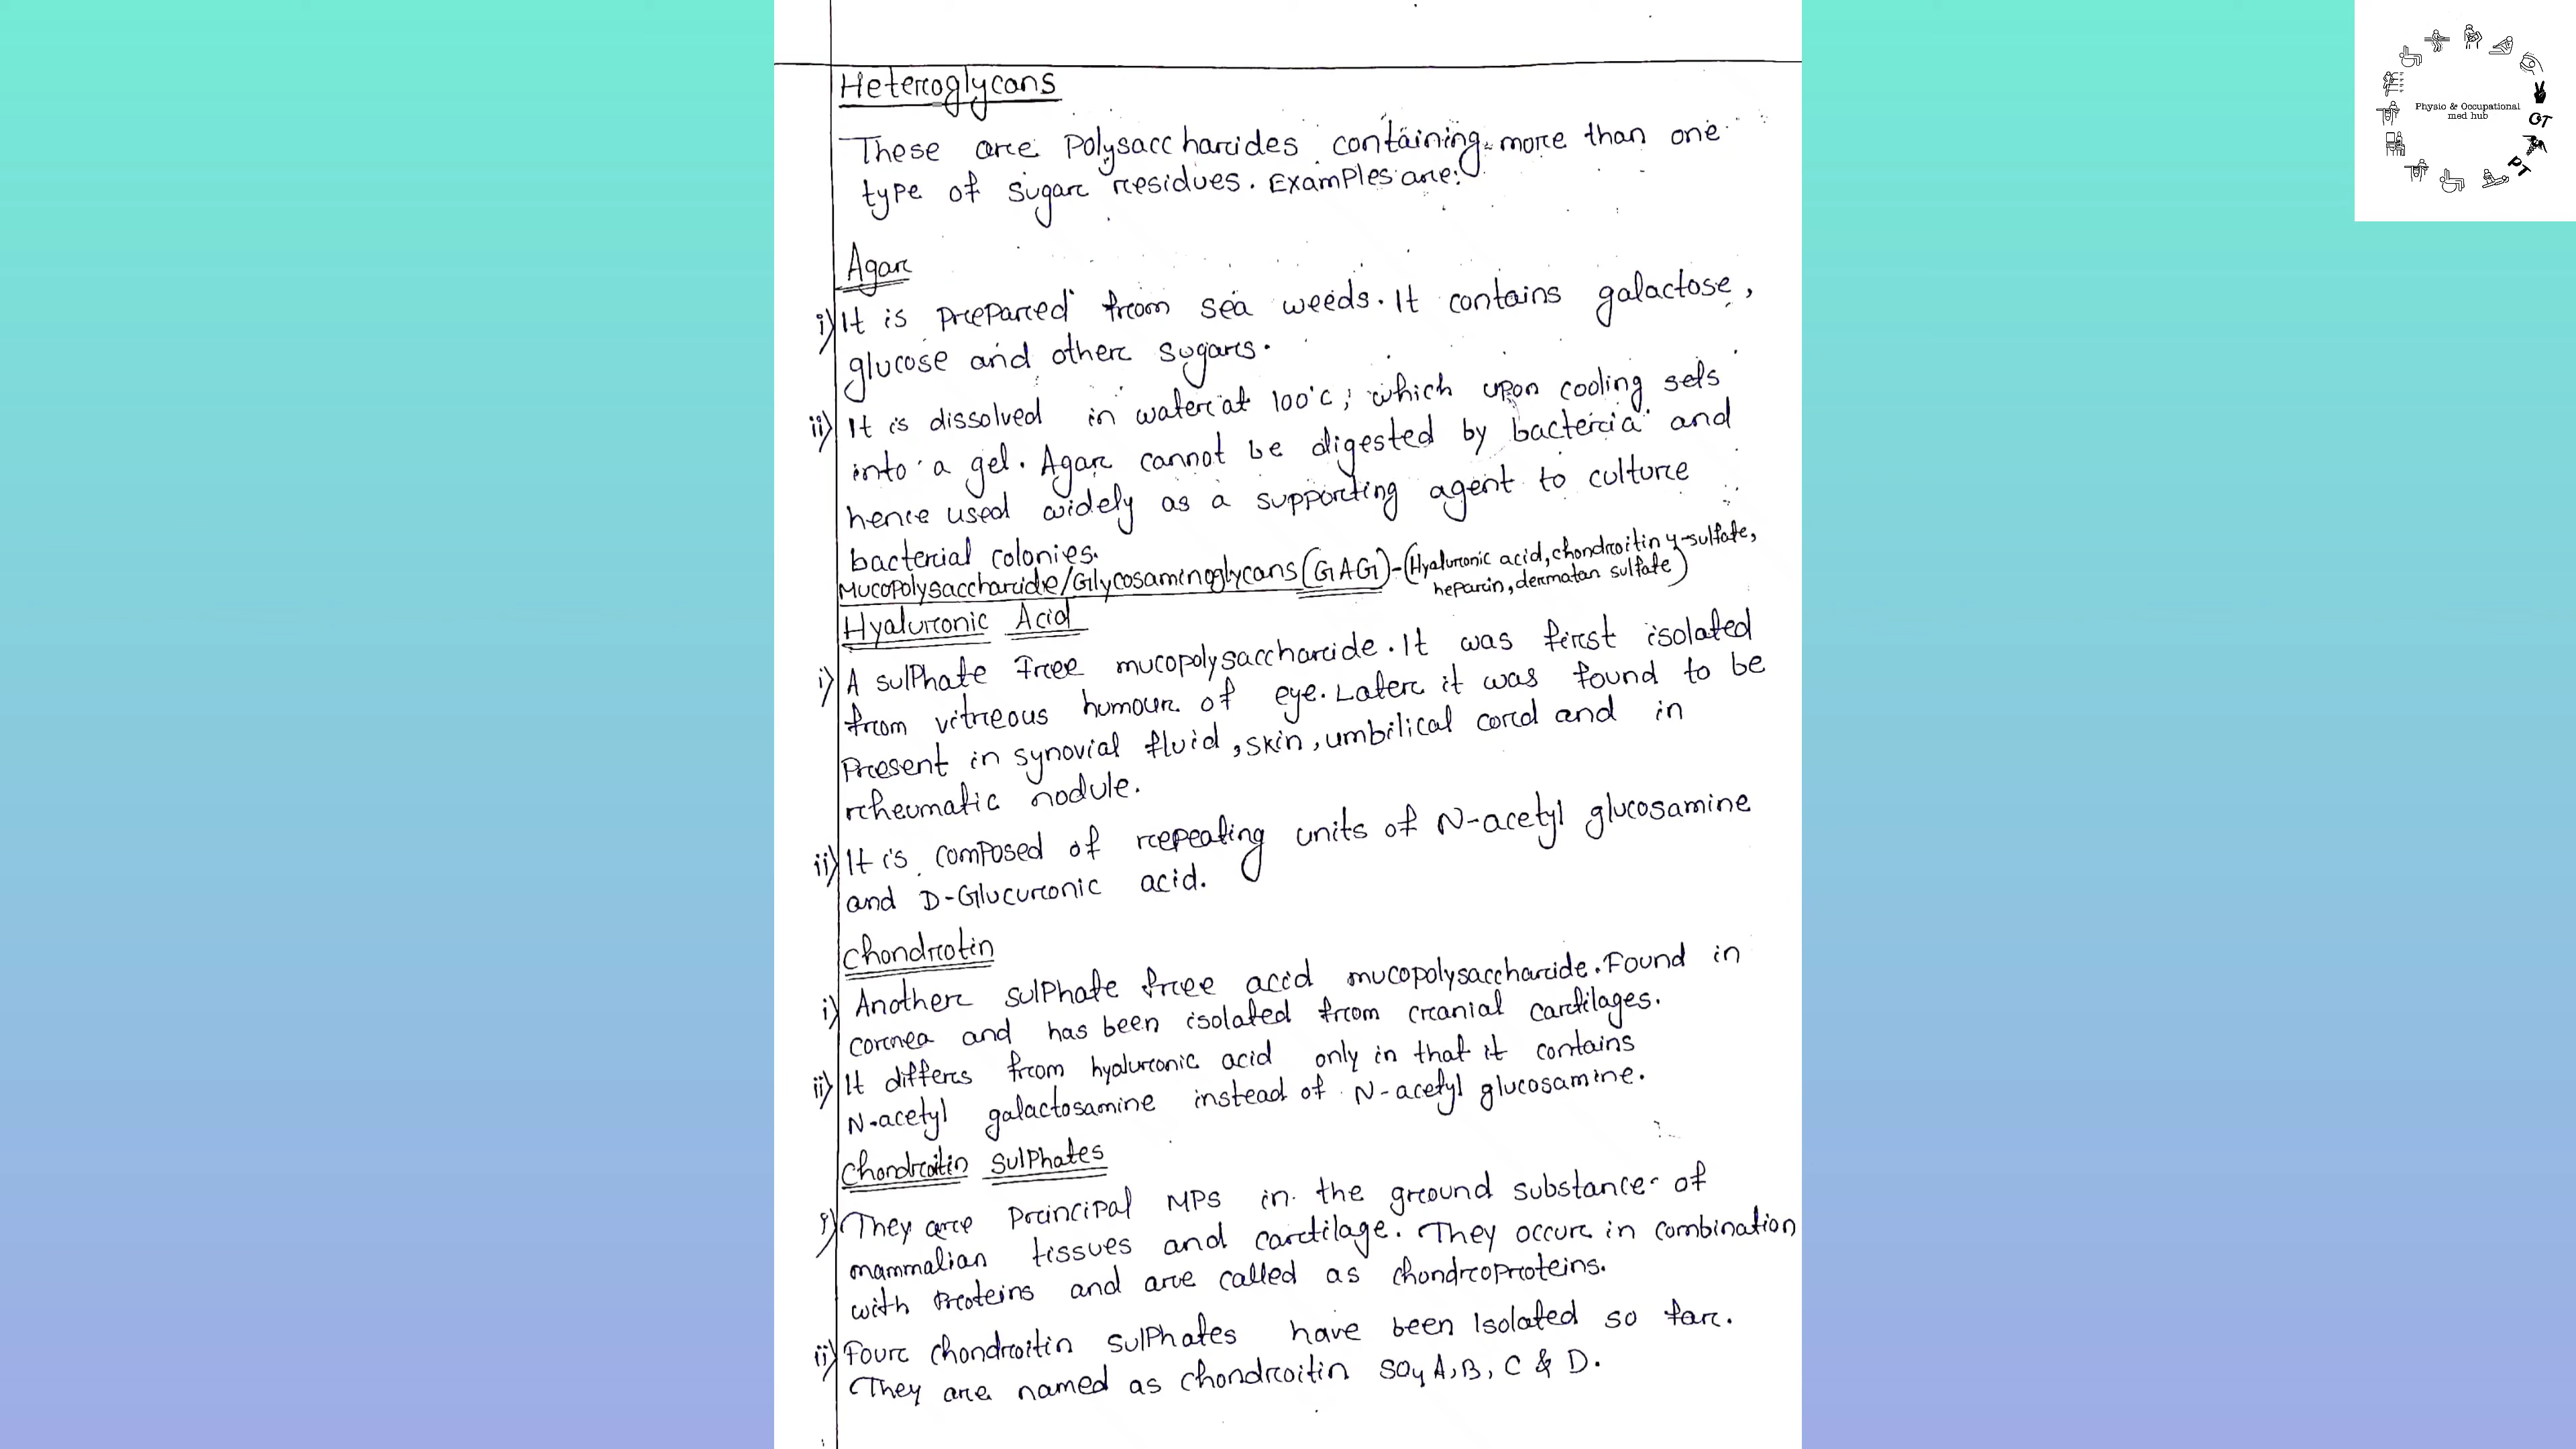 Heteroglycans
These are Polysaccharides containing more than one
type of sugar residues. Examples are:
Agar
i) It is prepared from sea weeds. It contains galactose,
glucose and other sugars.
ii) It is dissolved in water at 100°C, which upon cooling sets
into a gel. Agar cannot be digested by bacteria and
hence used widely as a supporting agent to culture
bacterial colonies.
Mucopolysaccharide/Glycosaminoglycans (GAG)-(Hyaluronic acid, chondroitin 4-sulfate,
heparin, dermatan sulfate)
Hyaluronic Acid
i) A sulphate free mucopolysaccharide. It was first isolated
from vitreous humour of eye. Later it was found to be
Present in synovial fluid, skin, umbilical cord and in
rheumatic nodule.
ii) It is composed of repeating units of N-acetyl glucosamine
and D-Glucuronic acid.
Chondrotin
i) Another sulphate free acid mucopolysaccharide. Found in
cornea and has been isolated from cranial cartilages.
ii) It differs from hyaluronic acid only in that it contains
N-acetyl galactosamine instead of N-acetyl glucosamine.
Chondroitin Sulphates
i) They are Principal MPS in the ground substance of
mammalian tissues and cartilage. They occur in combination
with Proteins and are called as chondroproteins.
ii) Four chondroitin sulphates have been Isolated so far.
They are named as chondroitin SO4 A, B, C & D.
Physio & Occupational
med hub
OT
PT